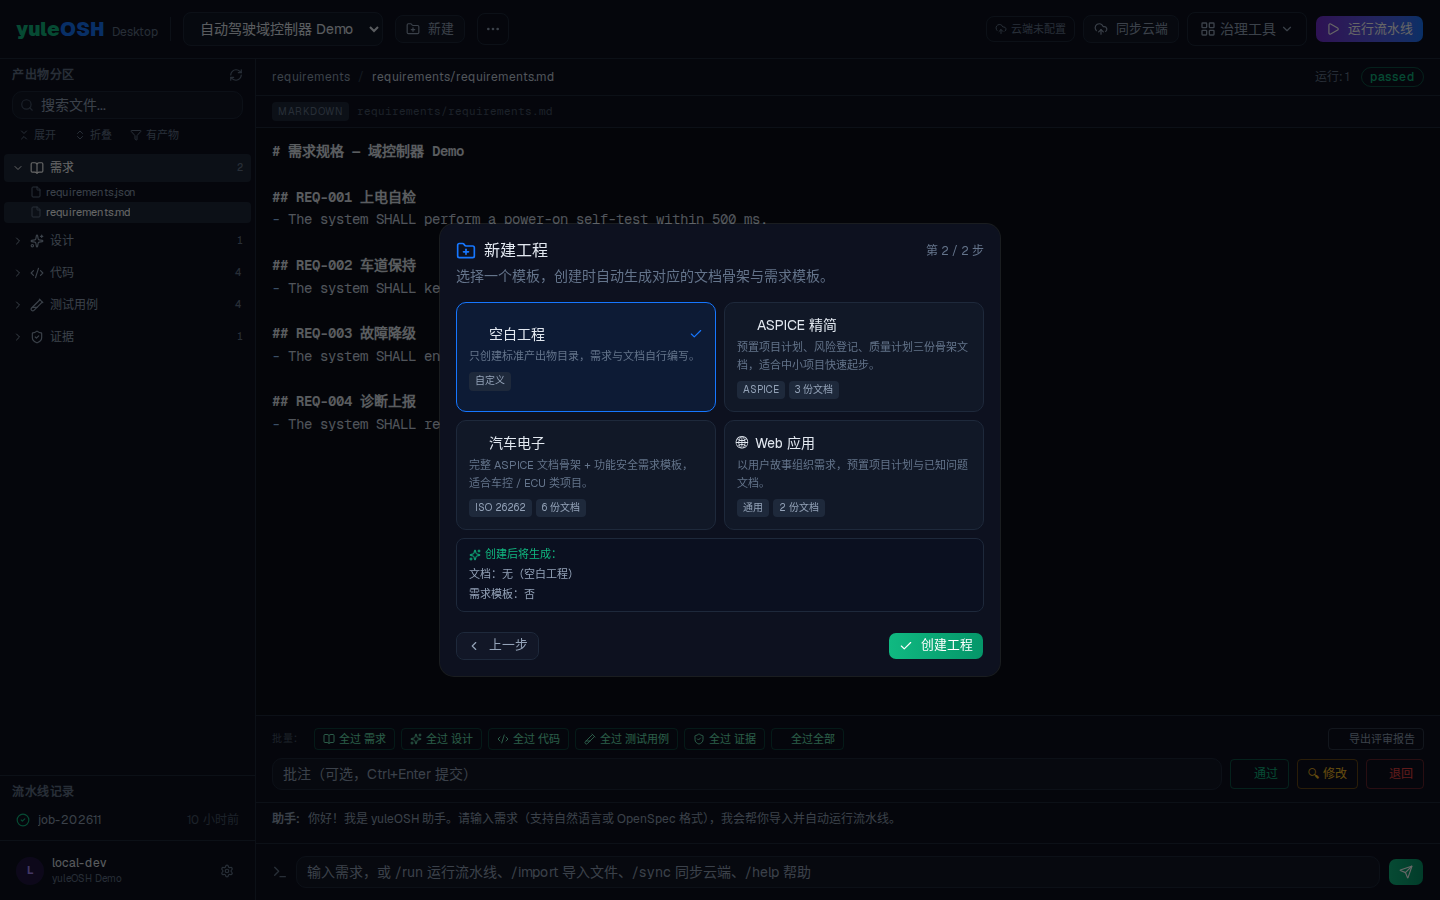 yuleOSH Desktop
自动驾驶域控制器 Demo
新建
云端未配置
同步云端
治理工具
运行流水线
产出物分区
搜索文件...
展开
折叠
有产物
需求 2
requirements.json
requirements.md
设计 1
代码 4
测试用例 4
证据 1
requirements / requirements/requirements.md
运行: 1
passed
MARKDOWN requirements/requirements.md
# 需求规格 — 域控制器 Demo
## REQ-001 上电自检
- The system SHALL perform a power-on self-test within 500 ms.
## REQ-002 车道保持
- The system SHALL ke
## REQ-003 故障降级
- The system SHALL en
## REQ-004 诊断上报
- The system SHALL re
新建工程
第 2 / 2 步
选择一个模板，创建时自动生成对应的文档骨架与需求模板。
空白工程
只创建标准产出物目录，需求与文档自行编写。
自定义
ASPICE 精简
预置项目计划、风险登记、质量计划三份骨架文
档，适合中小项目快速起步。
ASPICE 3 份文档
汽车电子
完整 ASPICE 文档骨架 + 功能安全需求模板，
适合车控 / ECU 类项目。
ISO 26262 6 份文档
Web 应用
以用户故事组织需求，预置项目计划与已知问题
文档。
通用 2 份文档
创建后将生成：
文档：无（空白工程）
需求模板：否
上一步
创建工程
批量：
全过 需求
全过 设计
全过 代码
全过 测试用例
全过 证据
全过全部
导出评审报告
批注（可选，Ctrl+Enter 提交）
通过
修改
退回
流水线记录
job-202611 10 小时前
助手： 你好！我是 yuleOSH 助手。请输入需求（支持自然语言或 OpenSpec 格式），我会帮你导入并自动运行流水线。
L
local-dev
yuleOSH Demo
输入需求，或 /run 运行流水线、/import 导入文件、/sync 同步云端、/help 帮助